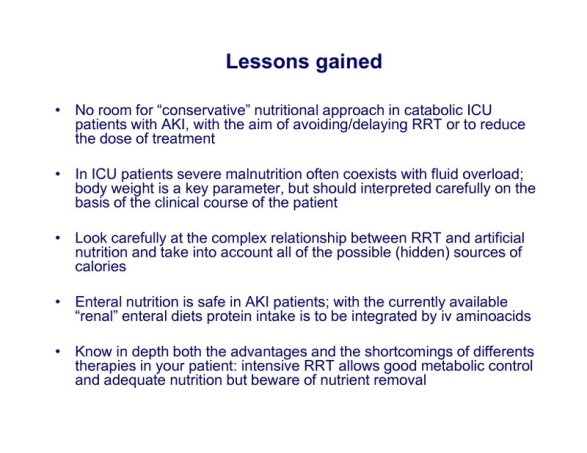 Lessons gained
• No room for “conservative” nutritional approach in catabolic ICU
patients with AKI, with the aim of avoiding/delaying RRT or to reduce
the dose of treatment
• In ICU patients severe malnutrition often coexists with fluid overload;
body weight is a key parameter, but should interpreted carefully on the
basis of the clinical course of the patient
• Look carefully at the complex relationship between RRT and artificial
nutrition and take into account all of the possible (hidden) sources of
calories
• Enteral nutrition is safe in AKI patients; with the currently available
“renal” enteral diets protein intake is to be integrated by iv aminoacids
• Know in depth both the advantages and the shortcomings of differents
therapies in your patient: intensive RRT allows good metabolic control
and adequate nutrition but beware of nutrient removal